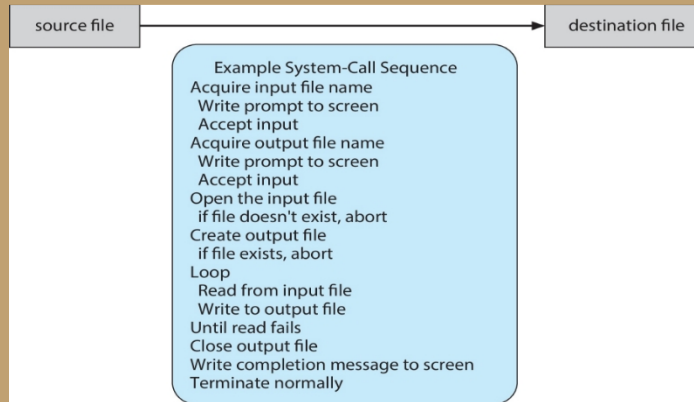 source file
destination file
Example System-Call Sequence
Acquire input file name
Write prompt to screen
Accept input
Acquire output file name
Write prompt to screen
Accept input
Open the input file
if file doesn't exist, abort
Create output file
if file exists, abort
Loop
Read from input file
Write to output file
Until read fails
Close output file
Write completion message to screen
Terminate normally